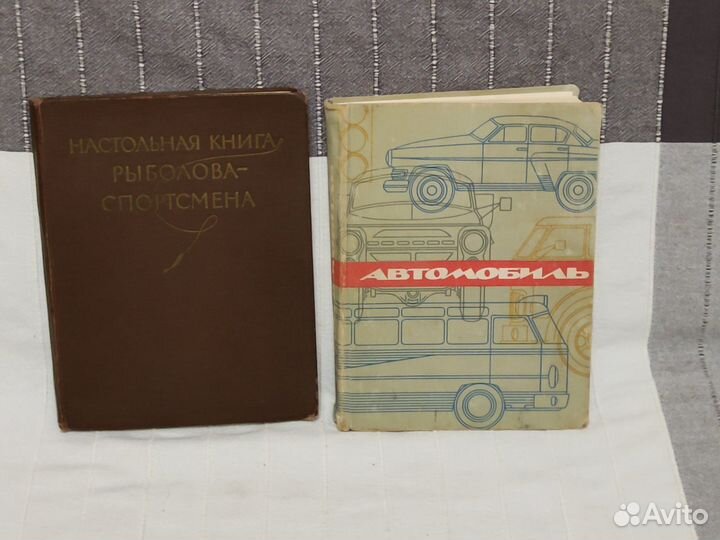 НАСТОЛЬНАЯ КНИГА
РЫБОЛОВА-
СПОРТСМЕНА
АВТОМОБИЛЬ
Avito